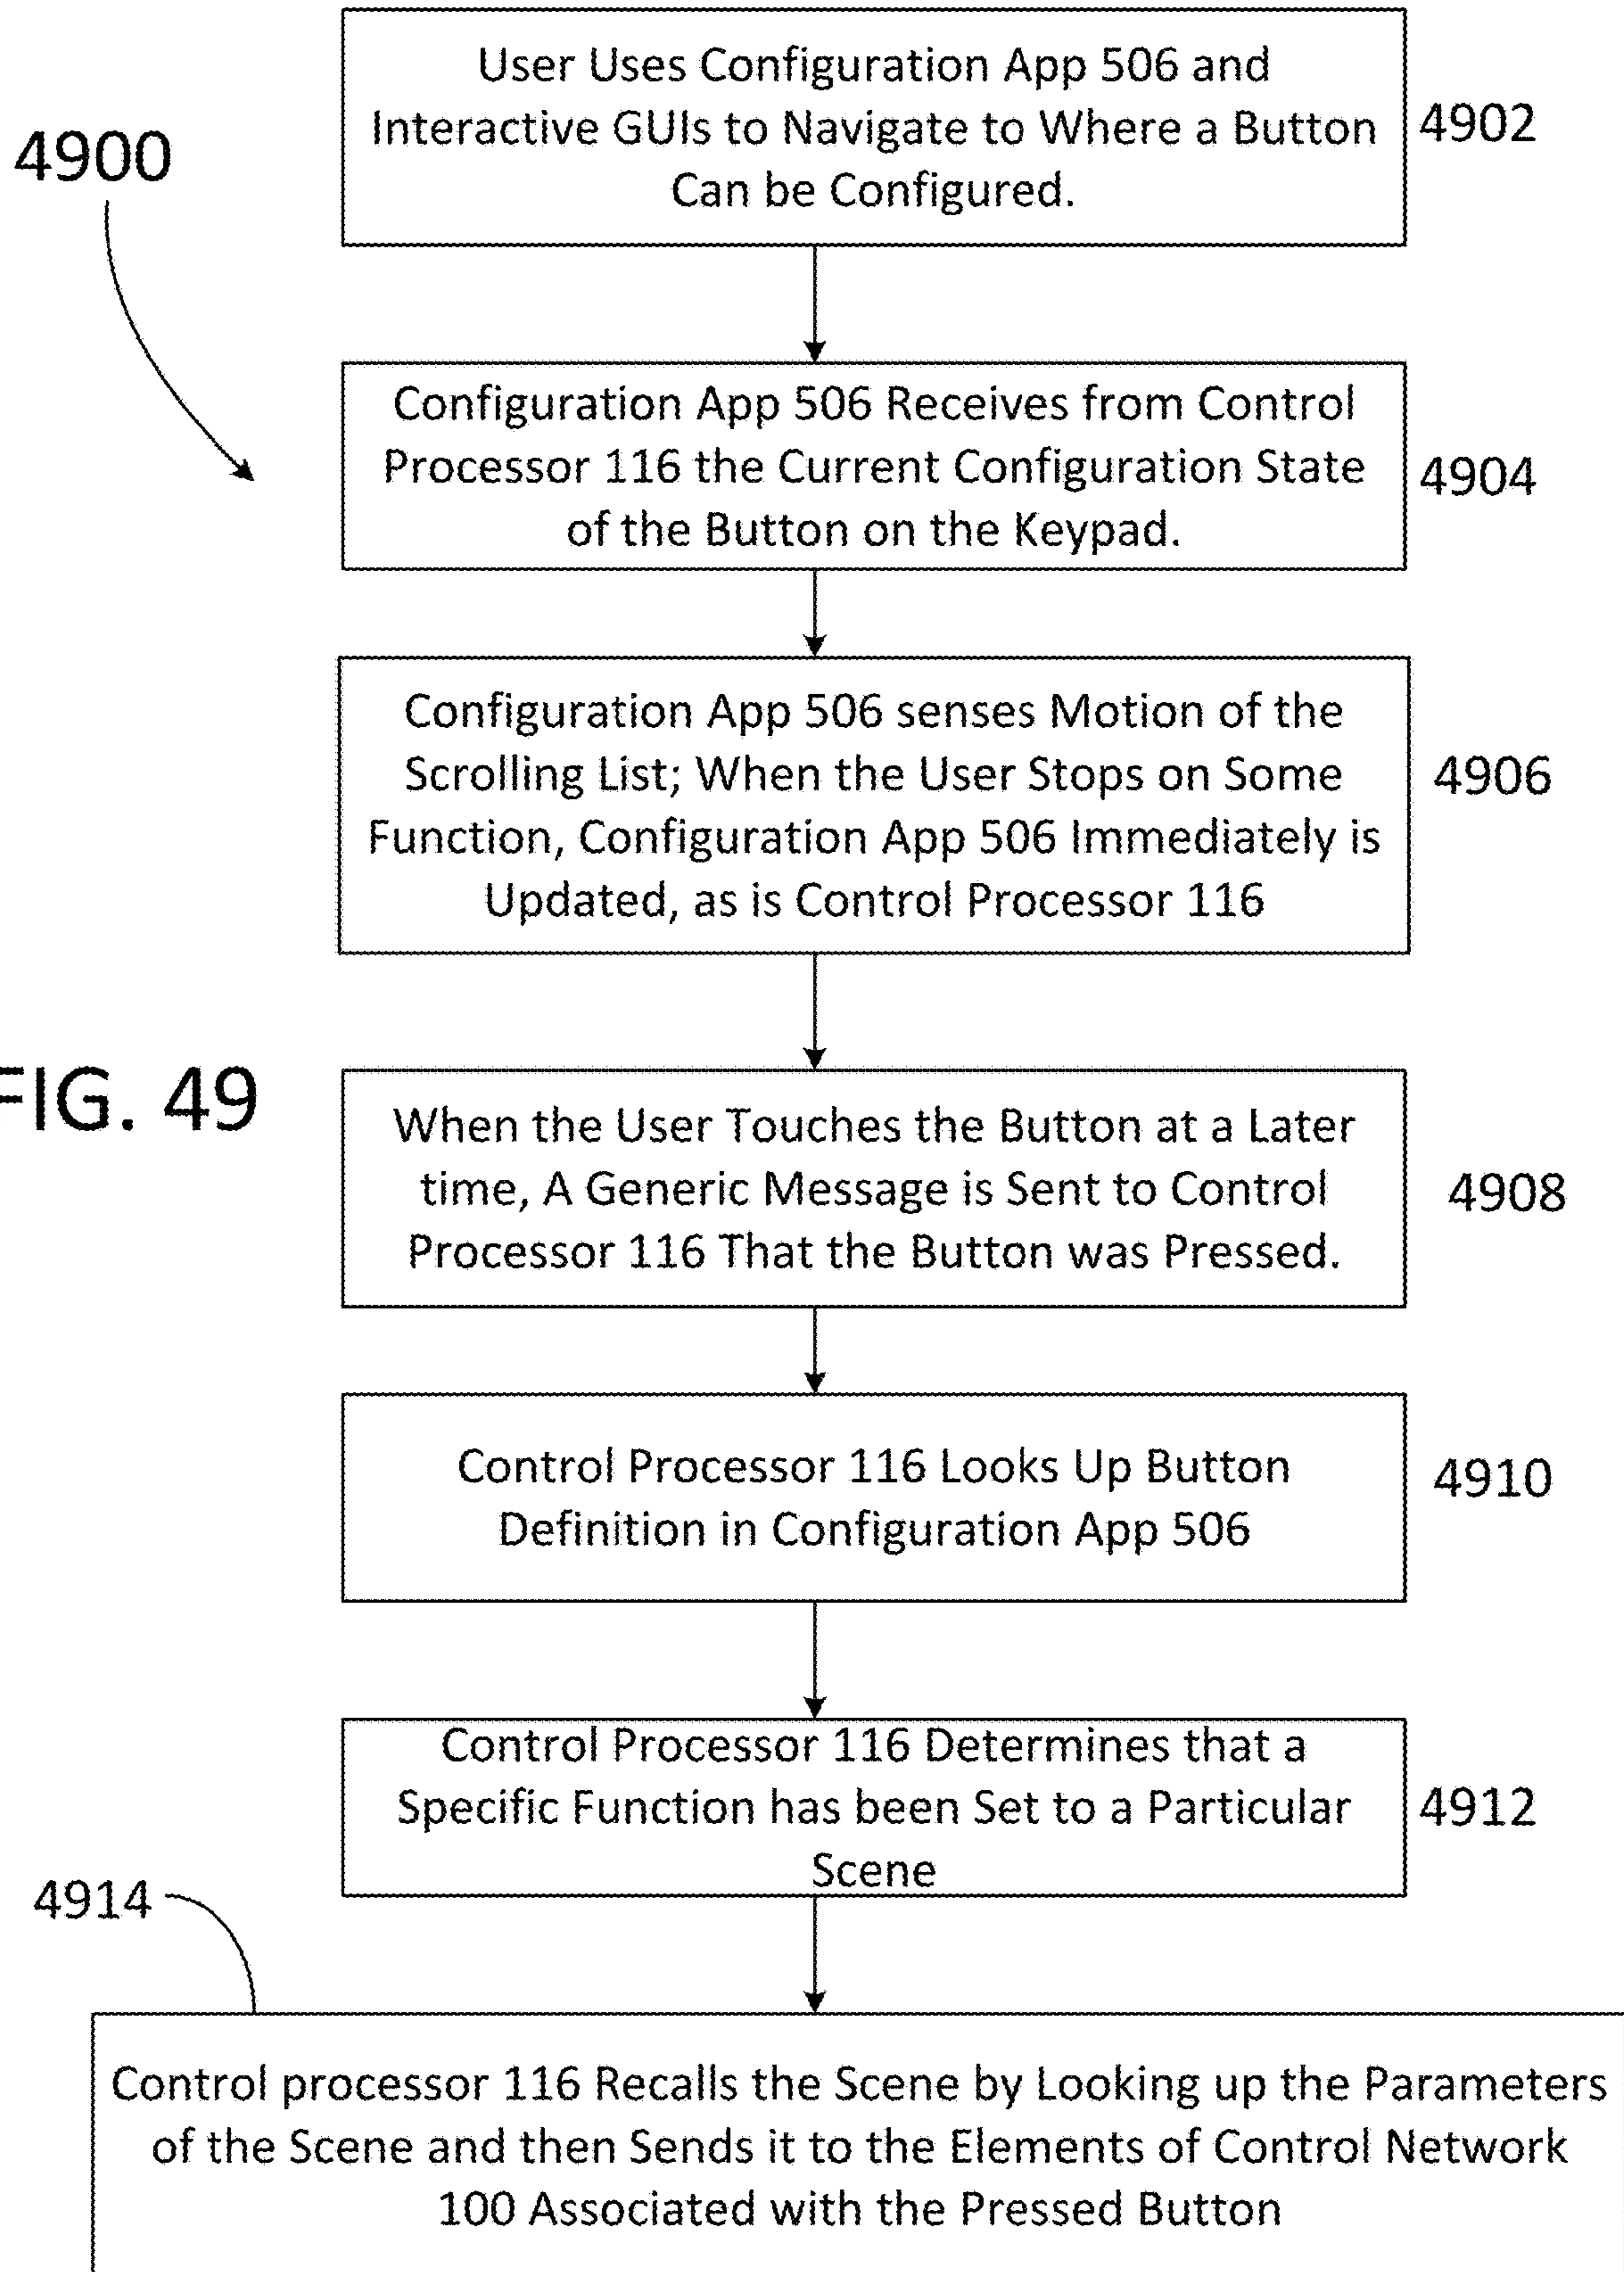 User Uses Configuration App 506 and
Interactive GUIs to Navigate to Where a Button
Can be Configured.
4902
4900
Configuration App 506 Receives from Control
Processor 116 the Current Configuration State
of the Button on the Keypad.
4904
Configuration App 506 senses Motion of the
Scrolling List; When the User Stops on Some
Function, Configuration App 506 Immediately is
Updated, as is Control Processor 116
4906
FIG. 49
When the User Touches the Button at a Later
time, A Generic Message is Sent to Control
Processor 116 That the Button was Pressed.
4908
Control Processor 116 Looks Up Button
Definition in Configuration App 506
4910
Control Processor 116 Determines that a
Specific Function has been Set to a Particular
Scene
4912
4914
Control processor 116 Recalls the Scene by Looking up the Parameters
of the Scene and then Sends it to the Elements of Control Network
100 Associated with the Pressed Button